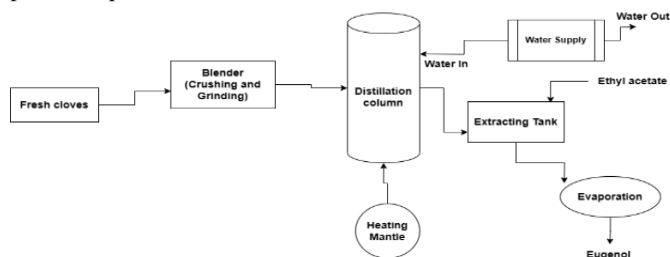 Water Out
Water Supply
Water In
Blender
(Crushing and
Grinding)
Fresh cloves
Distillation
column
Ethyl acetate
Extracting Tank
Evaporation
Heating
Mantle
Eugenol